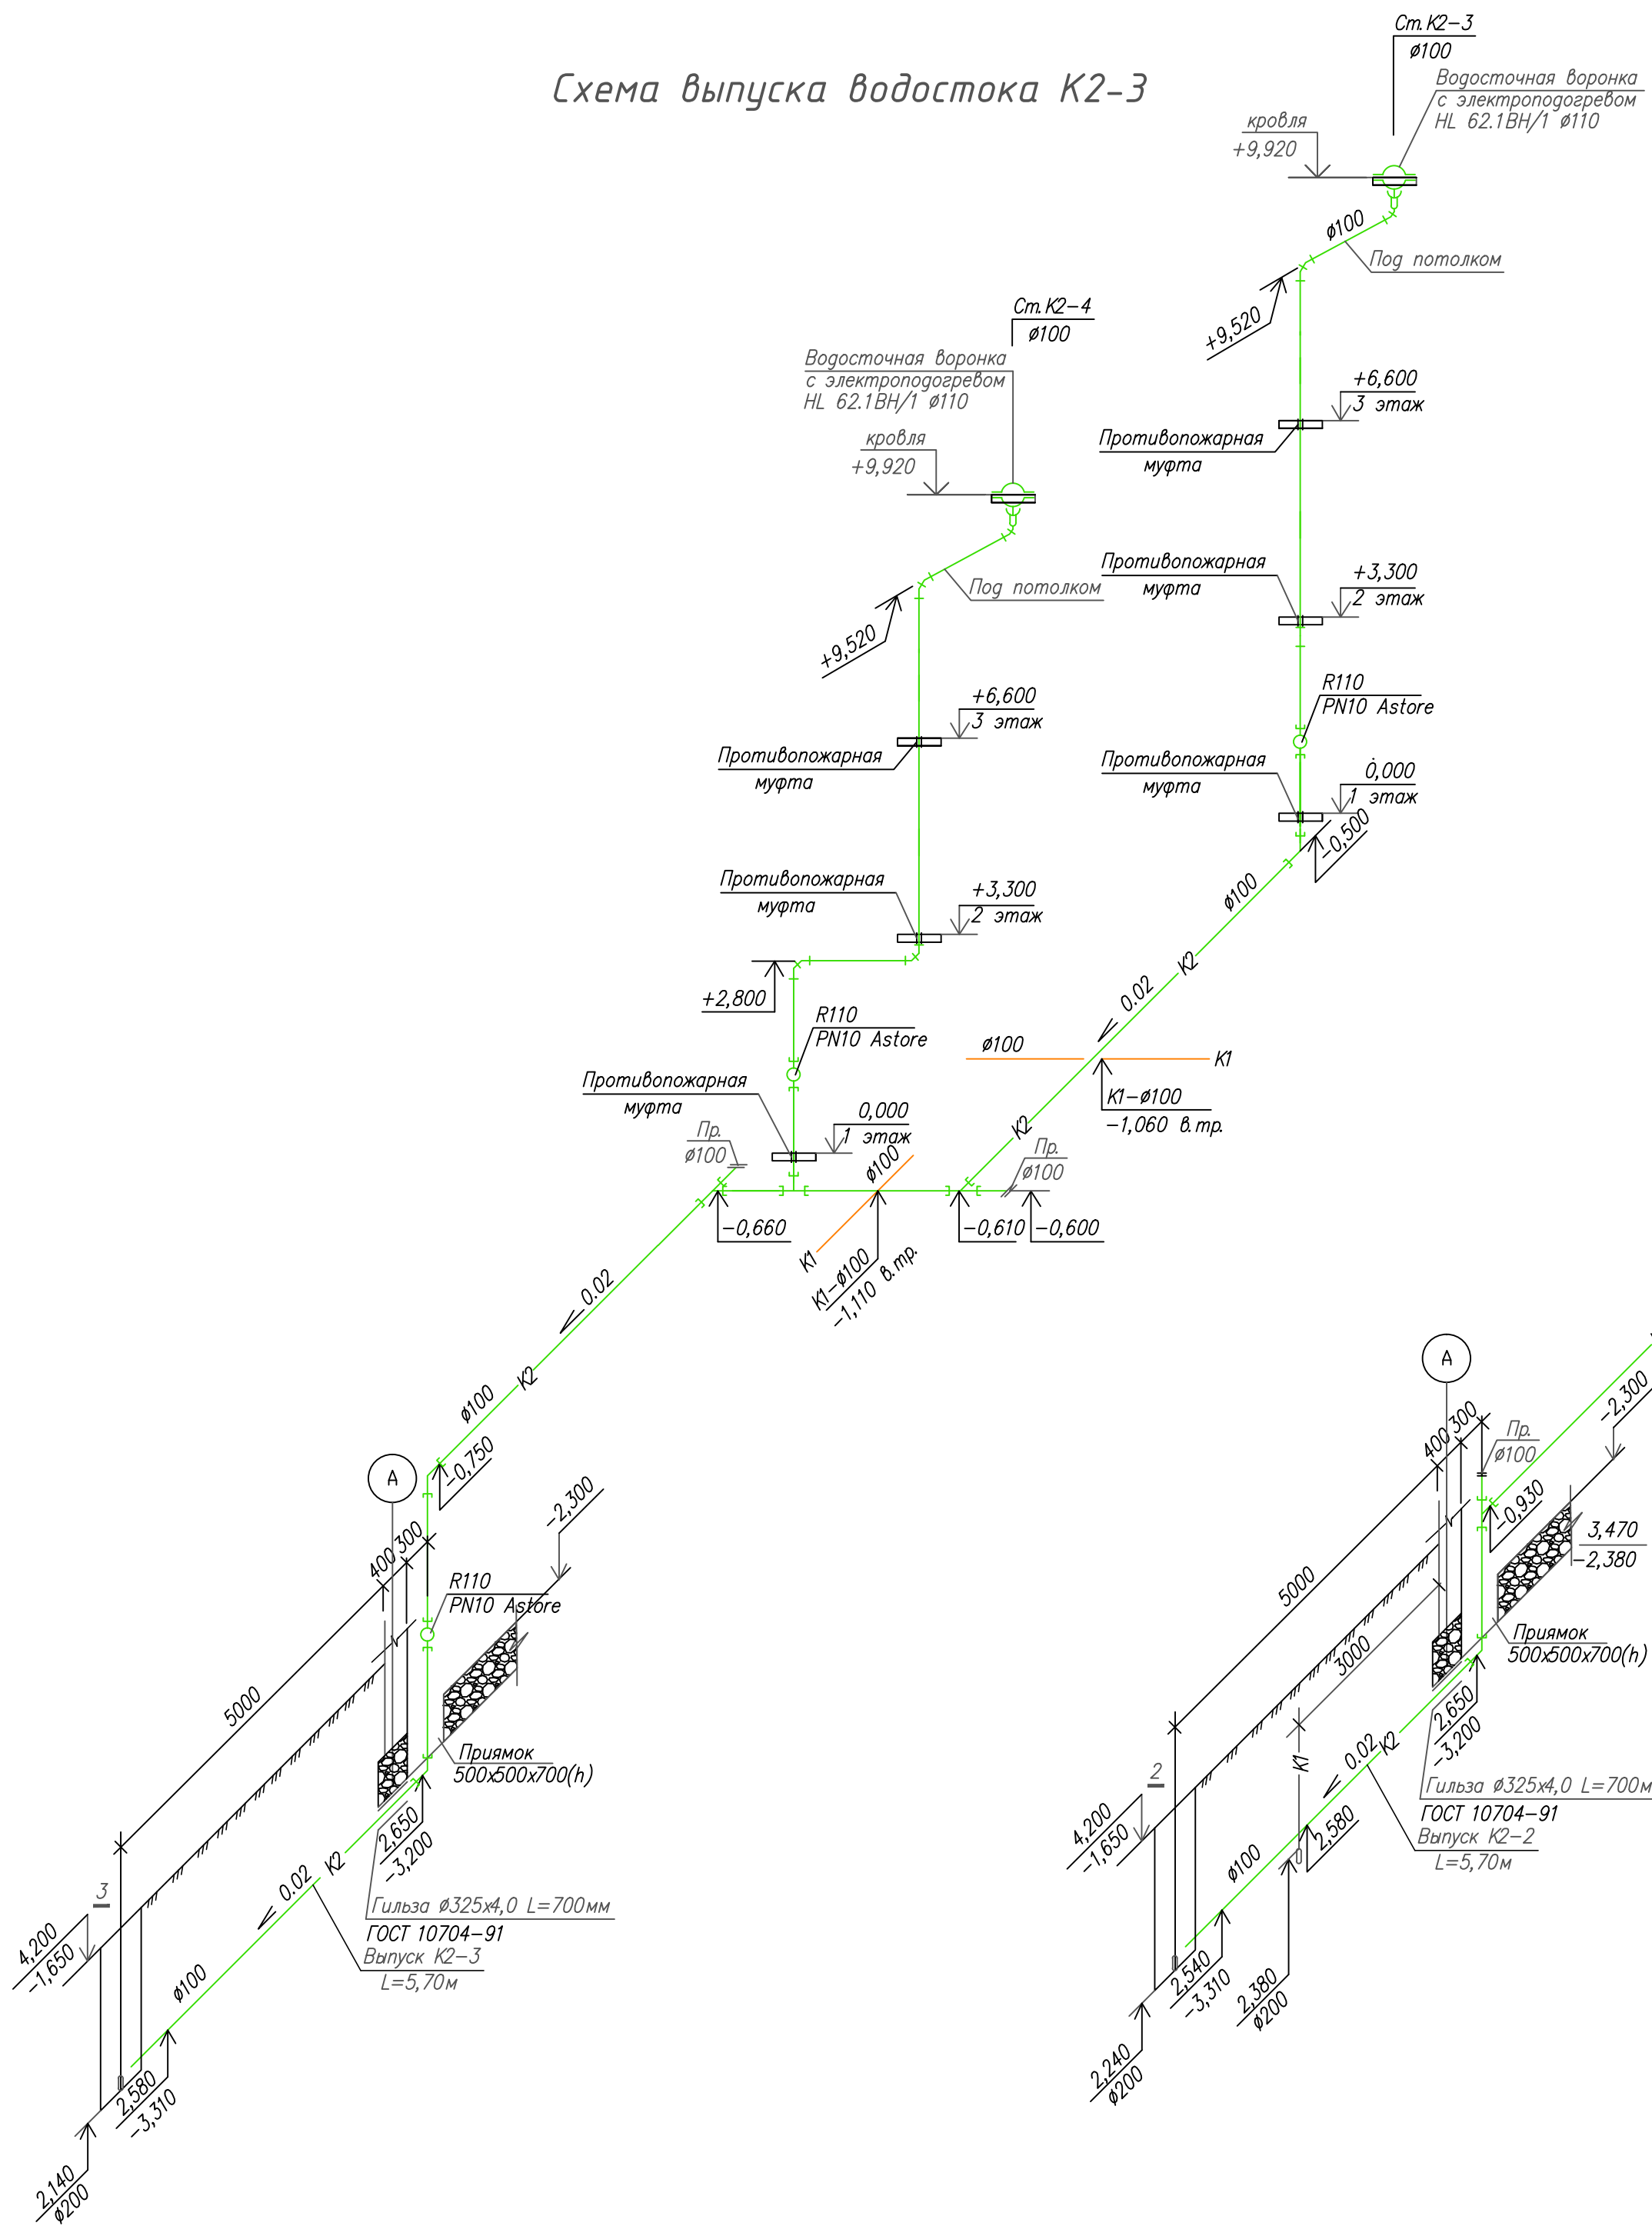 Схема выпуска водостока К2-3
Ст.К2-3
ø100
Водосточная воронка
с электроподогревом
HL 62.1BH/1 ø110
кровля
+9,920
ø100
Под потолком
+9,520
+6,600
3 этаж
Противопожарная
муфта
Противопожарная
муфта
+3,300
2 этаж
R110
PN10 Astore
Противопожарная
муфта
0,000
1 этаж
-0,500
Ст.К2-4
ø100
Водосточная воронка
с электроподогревом
HL 62.1BH/1 ø110
кровля
+9,920
Под потолком
+9,520
+6,600
3 этаж
Противопожарная
муфта
Противопожарная
муфта
+3,300
2 этаж
+2,800
R110
PN10 Astore
Противопожарная
муфта
0,000
1 этаж
Пр.
ø100
ø100
К2
0.02
ø100
К1
К1-ø100
-1,060 в.тр.
К2
Пр.
ø100
ø100
-0,660
-0,610
-0,600
К1
К1-ø100
-1,110 в.тр.
0.02
К2
ø100
-0,750
А
400
300
-2,300
R110
PN10 Astore
5000
Приямок
500х500х700(h)
2,650
-3,200
К2
0.02
3
4,200
-1,650
Гильза ø325х4,0 L=700мм
ГОСТ 10704-91
Выпуск К2-3
L=5,70м
ø100
2,580
-3,310
2,140
ø200
А
400
300
Пр.
ø100
-2,300
-0,930
3,470
-2,380
5000
3000
Приямок
500х500х700(h)
2,650
-3,200
К1
К2
0.02
2
4,200
-1,650
Гильза ø325х4,0 L=700м
ГОСТ 10704-91
Выпуск К2-2
L=5,70м
2,580
ø100
2,540
-3,310
2,380
ø200
2,240
ø200